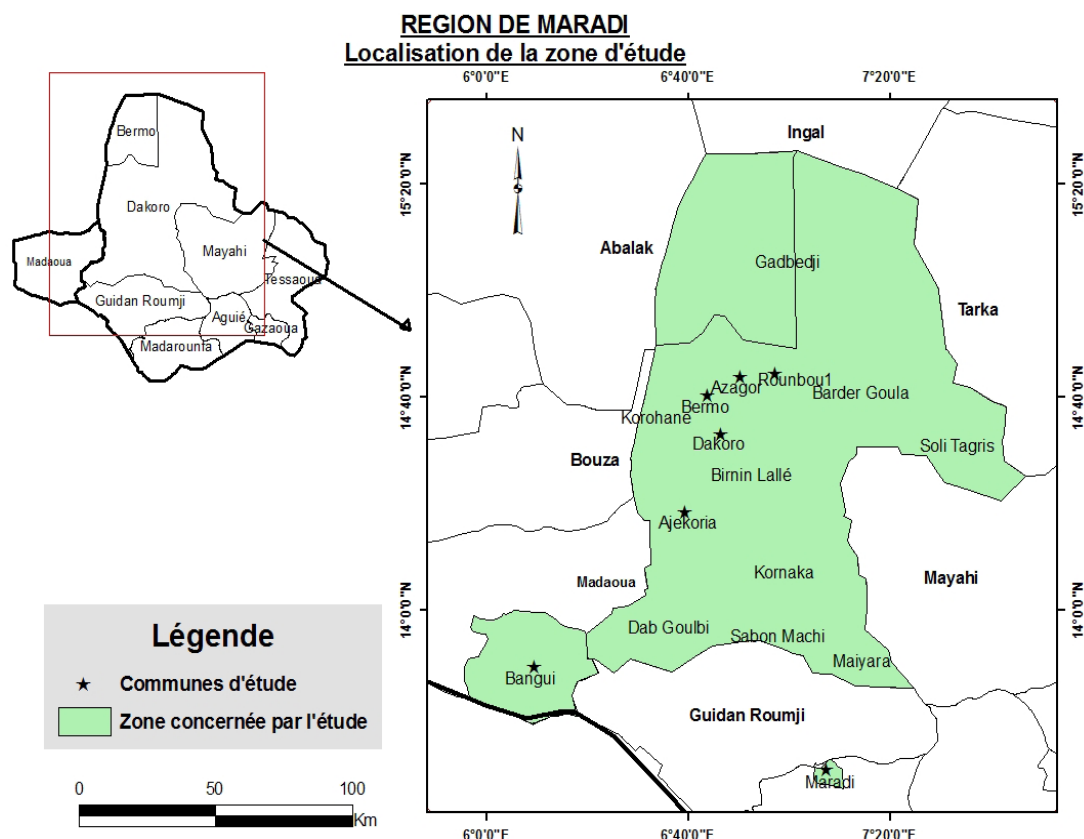 REGION DE MARADI
Localisation de la zone d'étude
6°0'0"E
6°40'0"E
7°20'0"E
Bermo
Dakoro
Mayahi
Madaoua
Tessaoua
Guidan Roumji
Aguié
Gazaoua
Madarounfa
N
Ingal
15°20'0"N
15°20'0"N
Abalak
Gadbedji
Tarka
Rounbou1
Azagor
Barder Goula
14°40'0"N
14°40'0"N
Bermo
Korohane
Dakoro
Soli Tagris
Bouza
Birnin Lallé
Ajekoria
Kornaka
Mayahi
Madaoua
14°0'0"N
14°0'0"N
Dab Goulbi
Sabon Machi
Maiyara
Bangui
Guidan Roumji
Maradi
Légende
Communes d'étude
Zone concernée par l'étude
0 50 100
Km
6°0'0"E
6°40'0"E
7°20'0"E